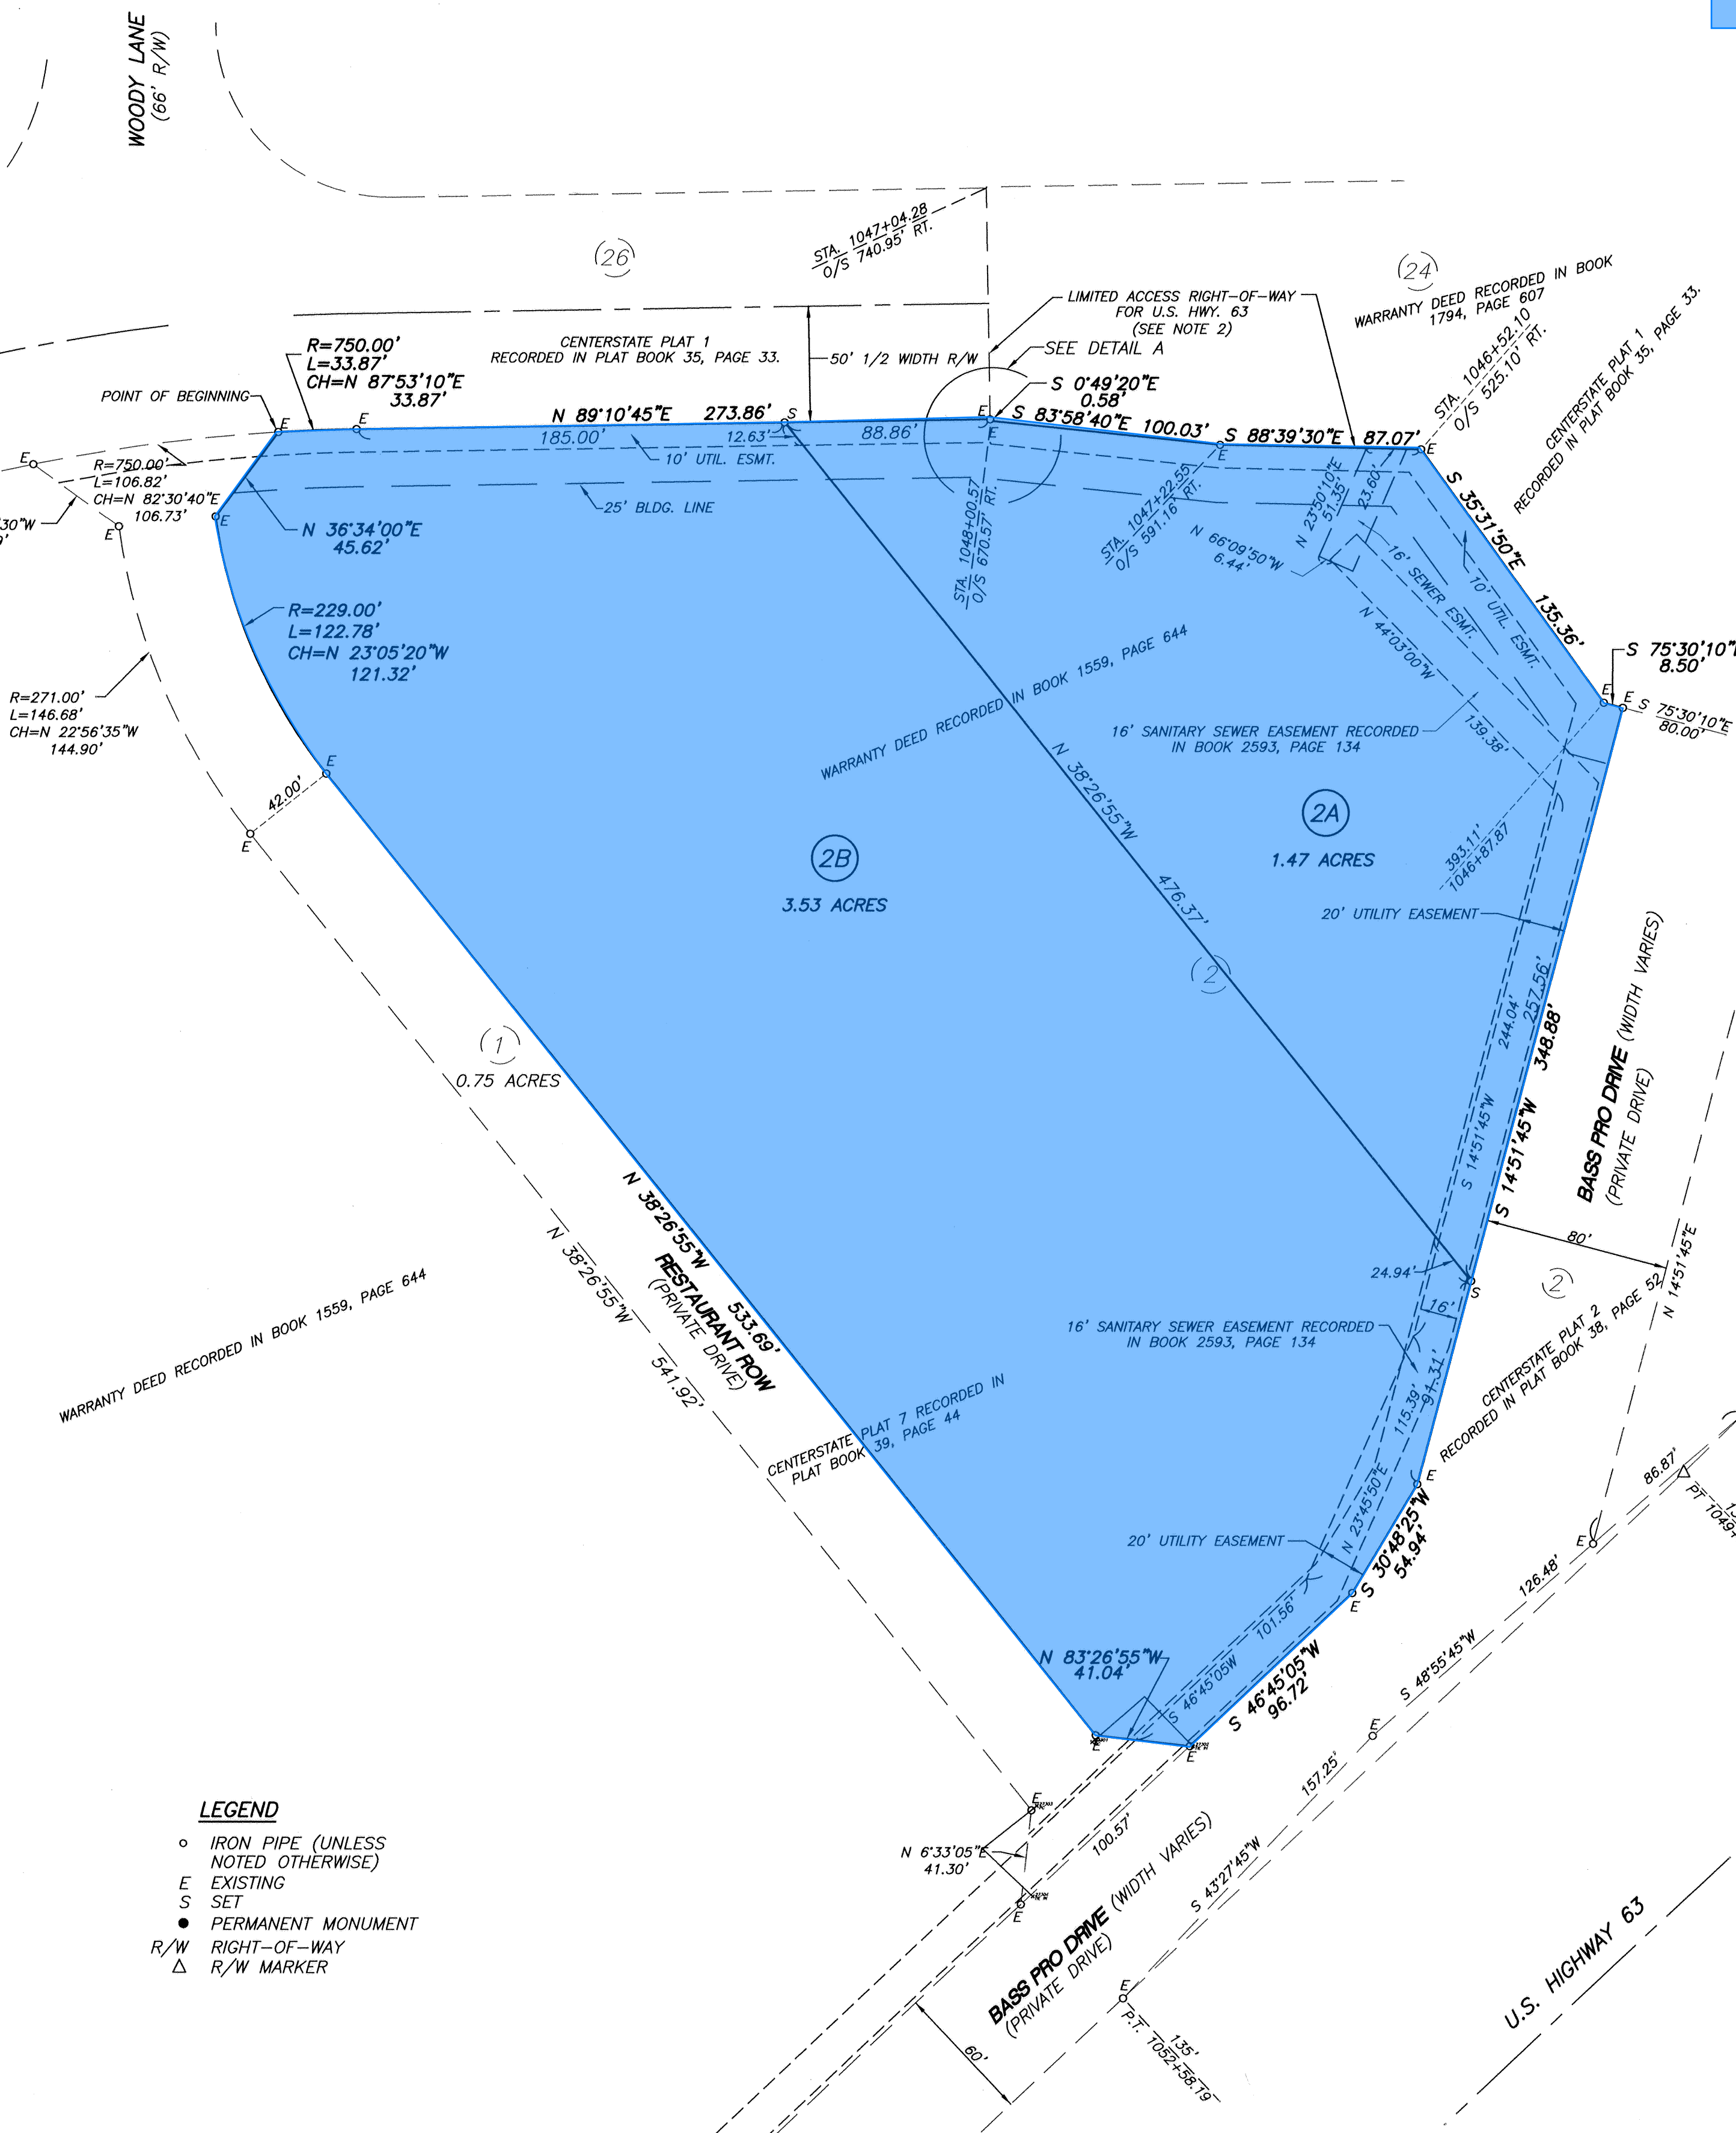 WOODY LANE
(66' R/W)
26
24
STA. 1047+04.28
O/S 740.95' RT.
LIMITED ACCESS RIGHT-OF-WAY
FOR U.S. HWY. 63
(SEE NOTE 2)
WARRANTY DEED RECORDED IN BOOK
1794, PAGE 607
CENTERSTATE PLAT 1
RECORDED IN PLAT BOOK 35, PAGE 33.
STA. 1046+52.10
O/S 525.10' RT.
R=750.00'
L=33.87'
CH=N 87°53'10"E
33.87'
CENTERSTATE PLAT 1
RECORDED IN PLAT BOOK 35, PAGE 33.
50' 1/2 WIDTH R/W
SEE DETAIL A
POINT OF BEGINNING
S 0°49'20"E
0.58'
N 89°10'45"E 273.86'
S
E
E
E
E
S 83°58'40"E 100.03'
S 88°39'30"E 87.07'
E
E
185.00'
12.63'
88.86'
10' UTIL. ESMT.
25' BLDG. LINE
E
R=750.00'
L=106.82'
CH=N 82°30'40"E
106.73'
30"W
E
E
N 36°34'00"E
45.62'
STA. 1048+00.57
O/S 670.57' RT.
STA. 1047+22.55
O/S 591.16' RT.
N 23°50'10"E
51.35'
23.60'
N 66°09'50"W
6.44'
16' SEWER ESMT.
10' UTIL. ESMT.
S 35°31'50"E
135.36'
N 44°03'00"W
139.38'
R=229.00'
L=122.78'
CH=N 23°05'20"W
121.32'
S 75°30'10"E
8.50'
E
E
S 75°30'10"E
80.00'
R=271.00'
L=146.68'
CH=N 22°56'35"W
144.90'
WARRANTY DEED RECORDED IN BOOK 1559, PAGE 644
16' SANITARY SEWER EASEMENT RECORDED
IN BOOK 2593, PAGE 134
E
42.00'
E
N 38°26'55"W
476.37'
2A
1.47 ACRES
2B
3.53 ACRES
393.11'
1046+87.87
20' UTILITY EASEMENT
2
1
0.75 ACRES
244.04'
257.56'
S 14°51'45"W
S 14°51'45"W
348.88'
BASS PRO DRIVE (WIDTH VARIES)
(PRIVATE DRIVE)
80'
N 14°51'45"E
N 38°26'55"W
533.69'
RESTAURANT ROW
(PRIVATE DRIVE)
N 38°26'55"W
541.92'
24.94'
S
2
16'
16' SANITARY SEWER EASEMENT RECORDED
IN BOOK 2593, PAGE 134
CENTERSTATE PLAT 2
RECORDED IN PLAT BOOK 38, PAGE 52
WARRANTY DEED RECORDED IN BOOK 1559, PAGE 644
CENTERSTATE PLAT 7 RECORDED IN
PLAT BOOK 39, PAGE 44
115.39'
91.31'
N 23°45'50"E
E
86.87'
PT 1049+
20' UTILITY EASEMENT
S 30°48'25"W
54.94'
E
E
126.48'
101.56'
S 46°45'05W
N 83°26'55"W
41.04'
S 46°45'05"W
96.72'
S 48°55'45"W
E
E
E
157.25'
E
N 6°33'05"E
41.30'
E
100.57'
S 43°27'45"W
BASS PRO DRIVE (WIDTH VARIES)
(PRIVATE DRIVE)
E
60'
135'
P.T. 1052+58.19
U.S. HIGHWAY 63
LEGEND
IRON PIPE (UNLESS
NOTED OTHERWISE)
E EXISTING
S SET
PERMANENT MONUMENT
R/W RIGHT-OF-WAY
R/W MARKER